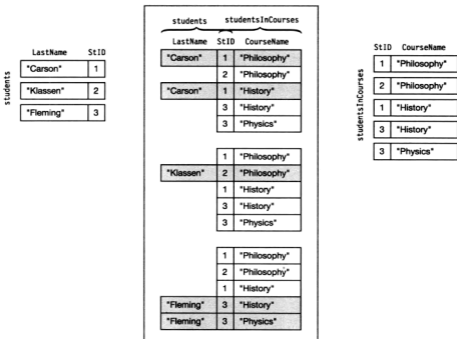 students
LastName StID
"Carson" 1
"Klassen" 2
"Fleming" 3
students studentsInCourses
LastName StID CourseName
"Carson" 1 "Philosophy"
2 "Philosophy"
"Carson" 1 "History"
3 "History"
3 "Physics"
1 "Philosophy"
"Klassen" 2 "Philosophy"
1 "History"
3 "History"
3 "Physics"
1 "Philosophy"
2 "Philosophy"
1 "History"
"Fleming" 3 "History"
"Fleming" 3 "Physics"
studentsInCourses
StID CourseName
1 "Philosophy"
2 "Philosophy"
1 "History"
3 "History"
3 "Physics"